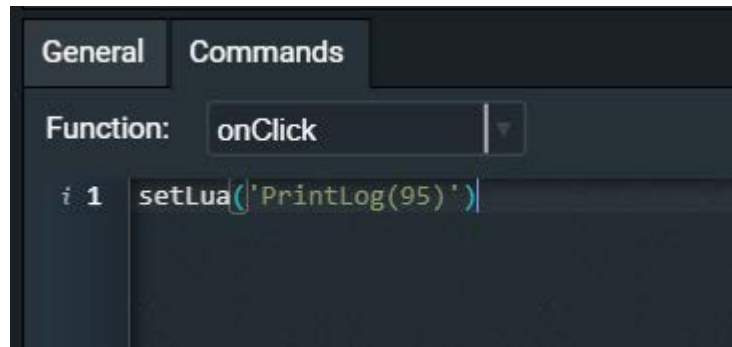 General Commands
Function: onClick
i 1 setLua('PrintLog(95)')